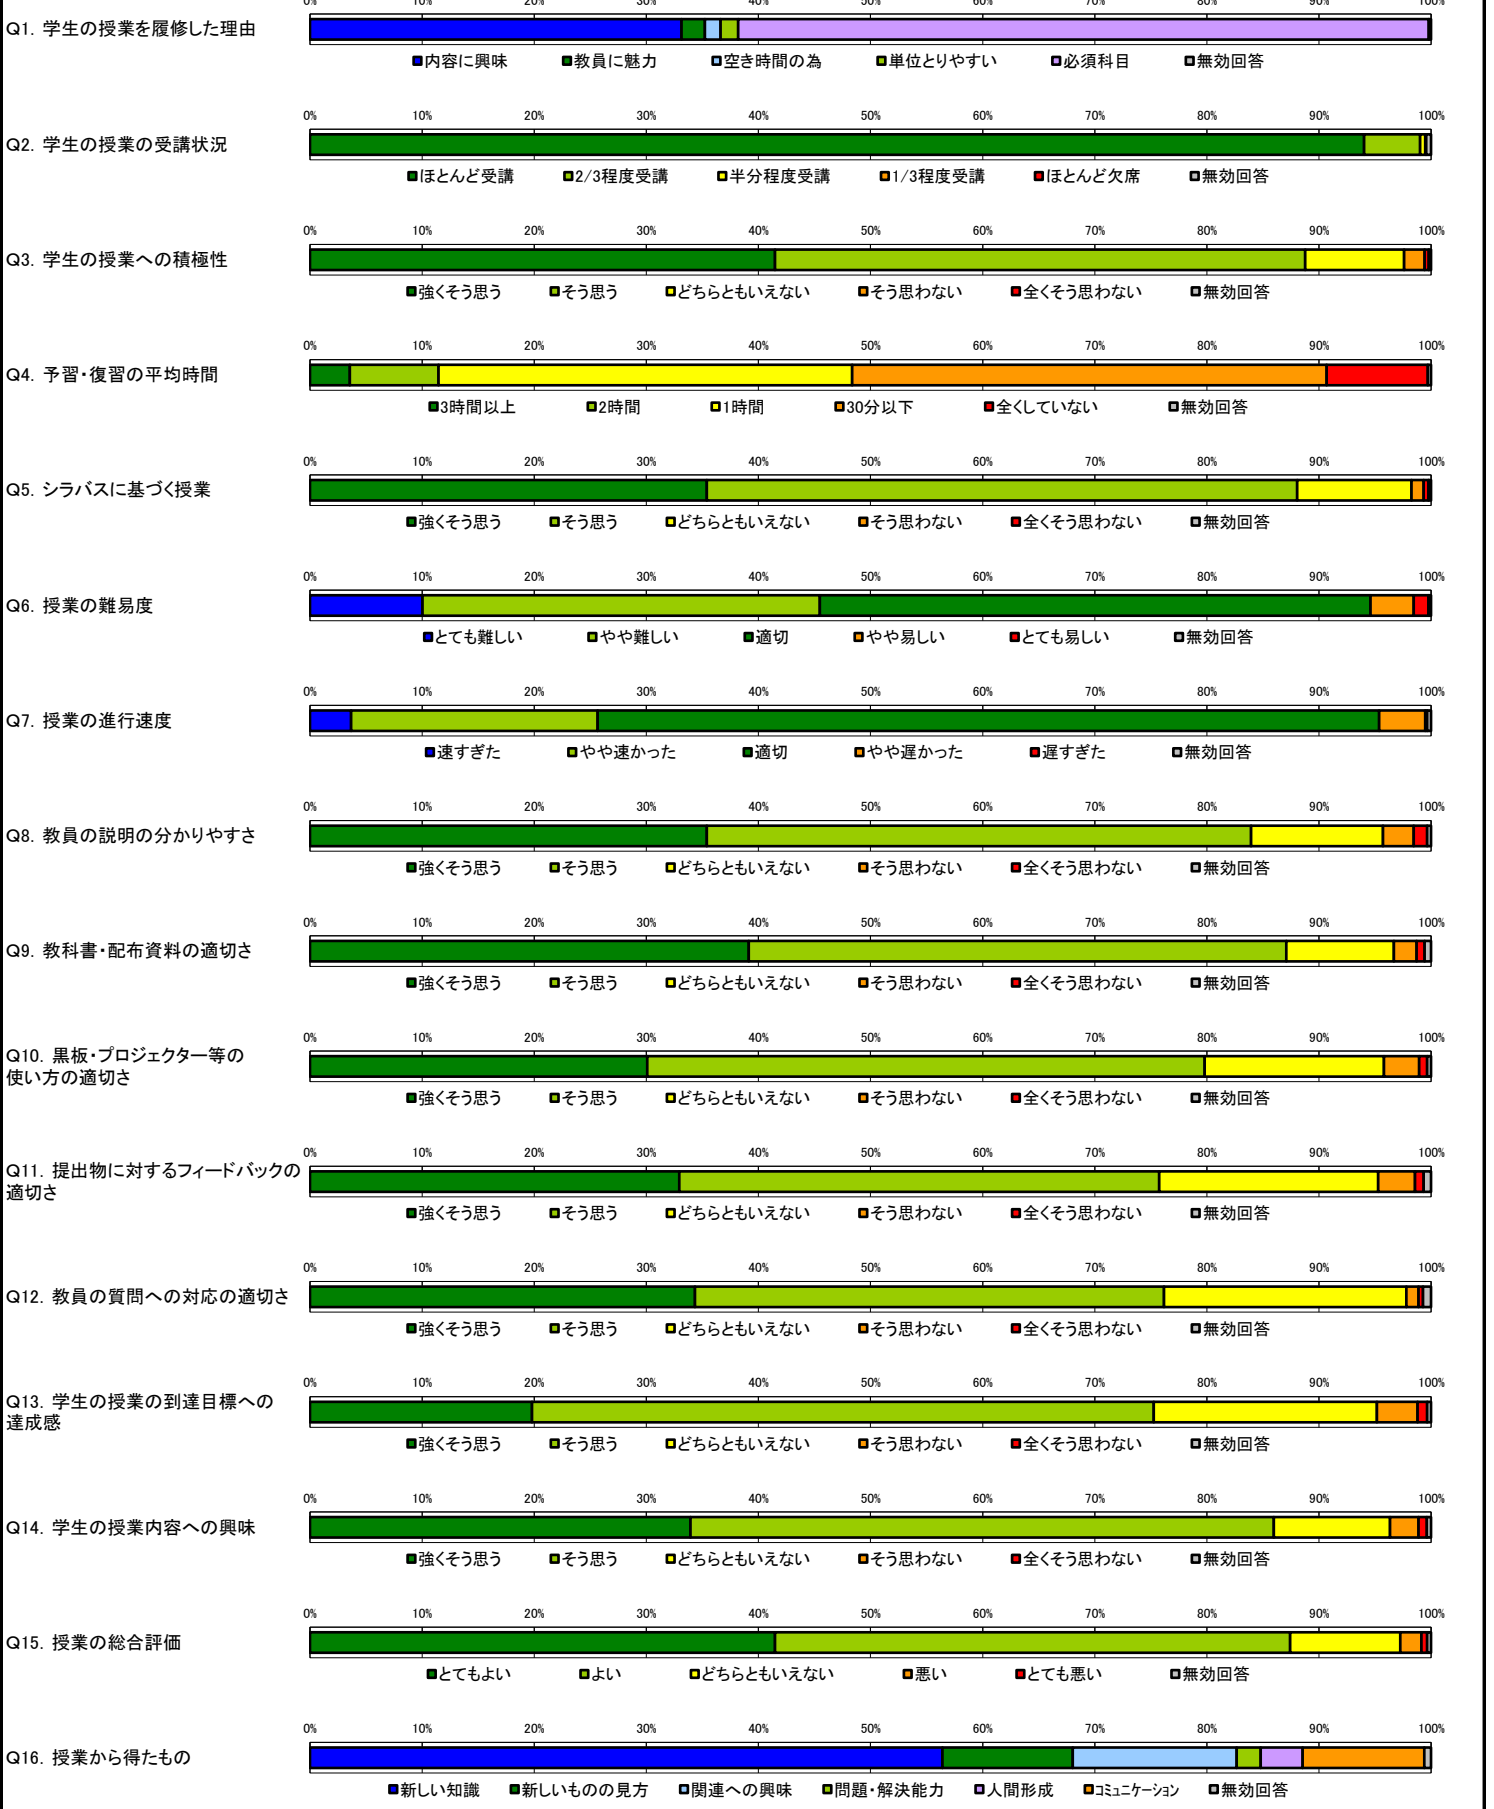 0% 10% 20% 30% 40% 50% 60% 70% 80% 90% 100%
Q1. 学生の授業を履修した理由
内容に興味 教員に魅力 空き時間の為 単位とりやすい 必須科目 無効回答
0% 10% 20% 30% 40% 50% 60% 70% 80% 90% 100%
Q2. 学生の授業の受講状況
ほとんど受講 2/3程度受講 半分程度受講 1/3程度受講 ほとんど欠席 無効回答
0% 10% 20% 30% 40% 50% 60% 70% 80% 90% 100%
Q3. 学生の授業への積極性
強くそう思う そう思う どちらともいえない そう思わない 全くそう思わない 無効回答
0% 10% 20% 30% 40% 50% 60% 70% 80% 90% 100%
Q4. 予習・復習の平均時間
3時間以上 2時間 1時間 30分以下 全くしていない 無効回答
0% 10% 20% 30% 40% 50% 60% 70% 80% 90% 100%
Q5. シラバスに基づく授業
強くそう思う そう思う どちらともいえない そう思わない 全くそう思わない 無効回答
0% 10% 20% 30% 40% 50% 60% 70% 80% 90% 100%
Q6. 授業の難易度
とても難しい やや難しい 適切 やや易しい とても易しい 無効回答
0% 10% 20% 30% 40% 50% 60% 70% 80% 90% 100%
Q7. 授業の進行速度
速すぎた やや速かった 適切 やや遅かった 遅すぎた 無効回答
0% 10% 20% 30% 40% 50% 60% 70% 80% 90% 100%
Q8. 教員の説明の分かりやすさ
強くそう思う そう思う どちらともいえない そう思わない 全くそう思わない 無効回答
0% 10% 20% 30% 40% 50% 60% 70% 80% 90% 100%
Q9. 教科書・配布資料の適切さ
強くそう思う そう思う どちらともいえない そう思わない 全くそう思わない 無効回答
0% 10% 20% 30% 40% 50% 60% 70% 80% 90% 100%
Q10. 黒板・プロジェクター等の
使い方の適切さ
強くそう思う そう思う どちらともいえない そう思わない 全くそう思わない 無効回答
0% 10% 20% 30% 40% 50% 60% 70% 80% 90% 100%
Q11. 提出物に対するフィードバックの
適切さ
強くそう思う そう思う どちらともいえない そう思わない 全くそう思わない 無効回答
0% 10% 20% 30% 40% 50% 60% 70% 80% 90% 100%
Q12. 教員の質問への対応の適切さ
強くそう思う そう思う どちらともいえない そう思わない 全くそう思わない 無効回答
0% 10% 20% 30% 40% 50% 60% 70% 80% 90% 100%
Q13. 学生の授業の到達目標への
達成感
強くそう思う そう思う どちらともいえない そう思わない 全くそう思わない 無効回答
0% 10% 20% 30% 40% 50% 60% 70% 80% 90% 100%
Q14. 学生の授業内容への興味
強くそう思う そう思う どちらともいえない そう思わない 全くそう思わない 無効回答
0% 10% 20% 30% 40% 50% 60% 70% 80% 90% 100%
Q15. 授業の総合評価
とてもよい よい どちらともいえない 悪い とても悪い 無効回答
0% 10% 20% 30% 40% 50% 60% 70% 80% 90% 100%
Q16. 授業から得たもの
新しい知識 新しいものの見方 関連への興味 問題・解決能力 人間形成 コミュニケーション 無効回答